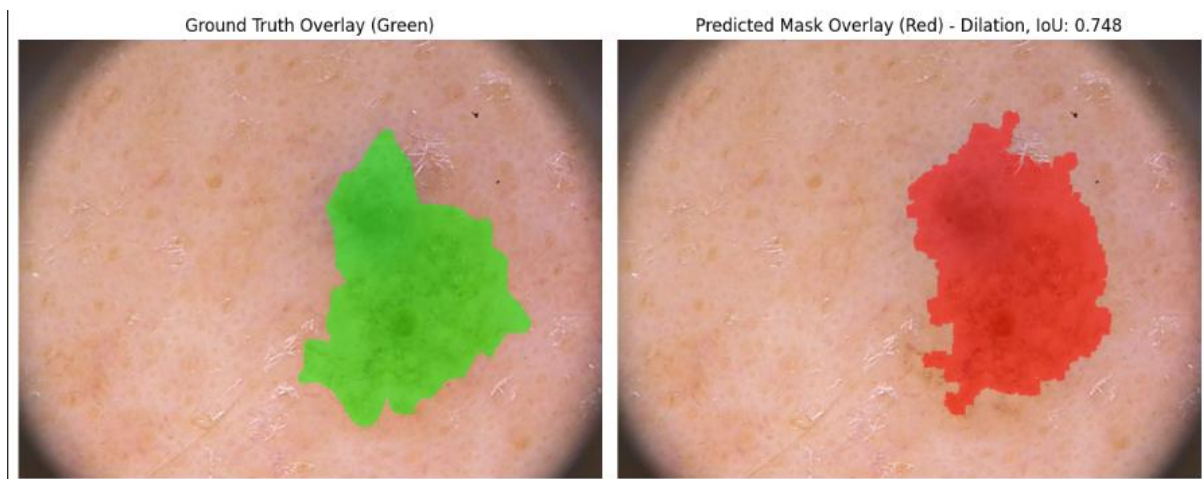 Ground Truth Overlay (Green)
Predicted Mask Overlay (Red) - Dilation, IoU: 0.748